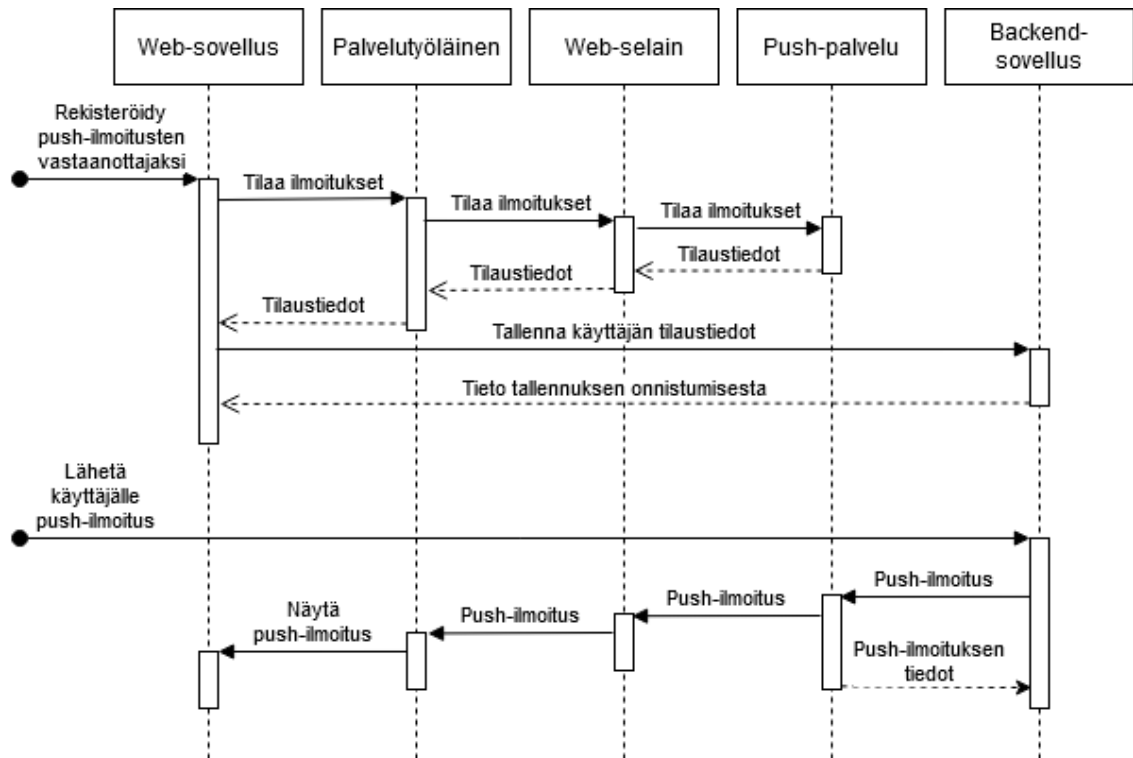 Web-sovellus
Palvelutyöläinen
Web-selain
Push-palvelu
Backend-
sovellus
Rekisteröidy
push-ilmoitusten
vastaanottajaksi
Tilaa ilmoitukset
Tilaa ilmoitukset
Tilaa ilmoitukset
Tilaustiedot
Tilaustiedot
Tilaustiedot
Tallenna käyttäjän tilaustiedot
Tieto tallennuksen onnistumisesta
Lähetä
käyttäjälle
push-ilmoitus
Push-ilmoitus
Push-ilmoitus
Push-ilmoitus
Näytä
push-ilmoitus
Push-ilmoituksen
tiedot